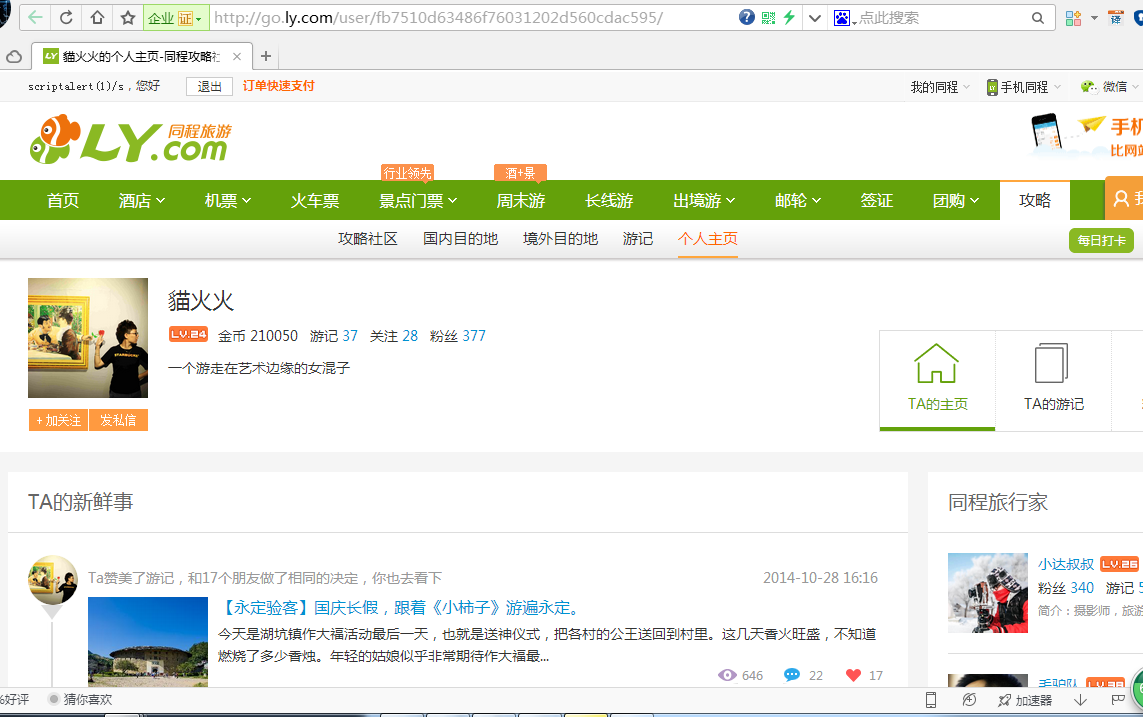 企业 证 http://go.ly.com/user/fb7510d63486f76031202d560cdac595/ 点此搜索 译
LY 貓火火的个人主页-同程攻略社
scriptalert(1)/s，您好 退出 订单快速支付 我的同程 手机同程 微信
LY.com 同程旅游 手机
比网站
行业领先 酒+景
首页 酒店 机票 火车票 景点门票 周末游 长线游 出境游 邮轮 签证 团购 攻略 我
攻略社区 国内目的地 境外目的地 游记 个人主页 每日打卡
貓火火
LV.24 金币 210050 游记 37 关注 28 粉丝 377
一个游走在艺术边缘的女混子
+ 加关注 发私信
TA的主页 TA的游记
TA的新鲜事
Ta赞美了游记，和17个朋友做了相同的决定，你也去看下 2014-10-28 16:16
【永定验客】国庆长假，跟着《小柿子》游遍永定。
今天是湖坑镇作大福活动最后一天，也就是送神仪式，把各村的公王送回到村里。这几天香火旺盛，不知道
燃烧了多少香烛。年轻的姑娘似乎非常期待作大福最...
646 22 17
同程旅行家
小达叔叔 LV.26
粉丝 340 游记 5
简介：摄影师，旅游
毛驴队 LV.28
%好评 猜你喜欢 加速器